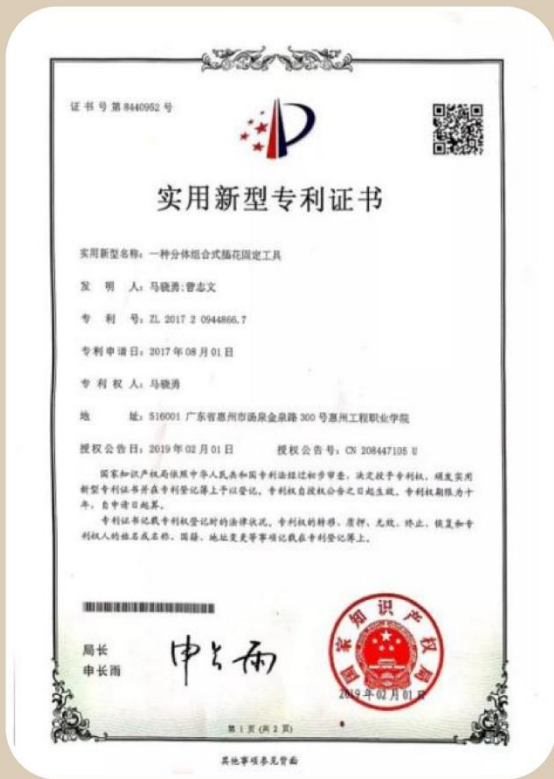 证书号第8440952号
实用新型专利证书
实用新型名称：一种分体组合式插花固定工具
发 明 人：马骁勇;曾志文
专 利 号：ZL 2017 2 0944866.7
专利申请日：2017年08月01日
专 利 权 人：马骁勇
地 址：516001 广东省惠州市汤泉金泉路300号惠州工程职业学院
授权公告日：2019年02月01日 授权公告号：CN 208447105 U
国家知识产权局依照中华人民共和国专利法经过初步审查，决定授予专利权，颁发实用
新型专利证书并在专利登记簿上予以登记。专利权自授权公告之日起生效。专利权期限为十
年，自申请日起算。
专利证书记载专利权登记时的法律状况。专利权的转移、质押、无效、终止、恢复和专
利权人的姓名或名称、国籍、地址变更等事项记载在专利登记簿上。
局长
申长雨
申长雨
国家知识产权局
2019年02月01日
第 1 页 (共 2 页)
其他事项参见背面